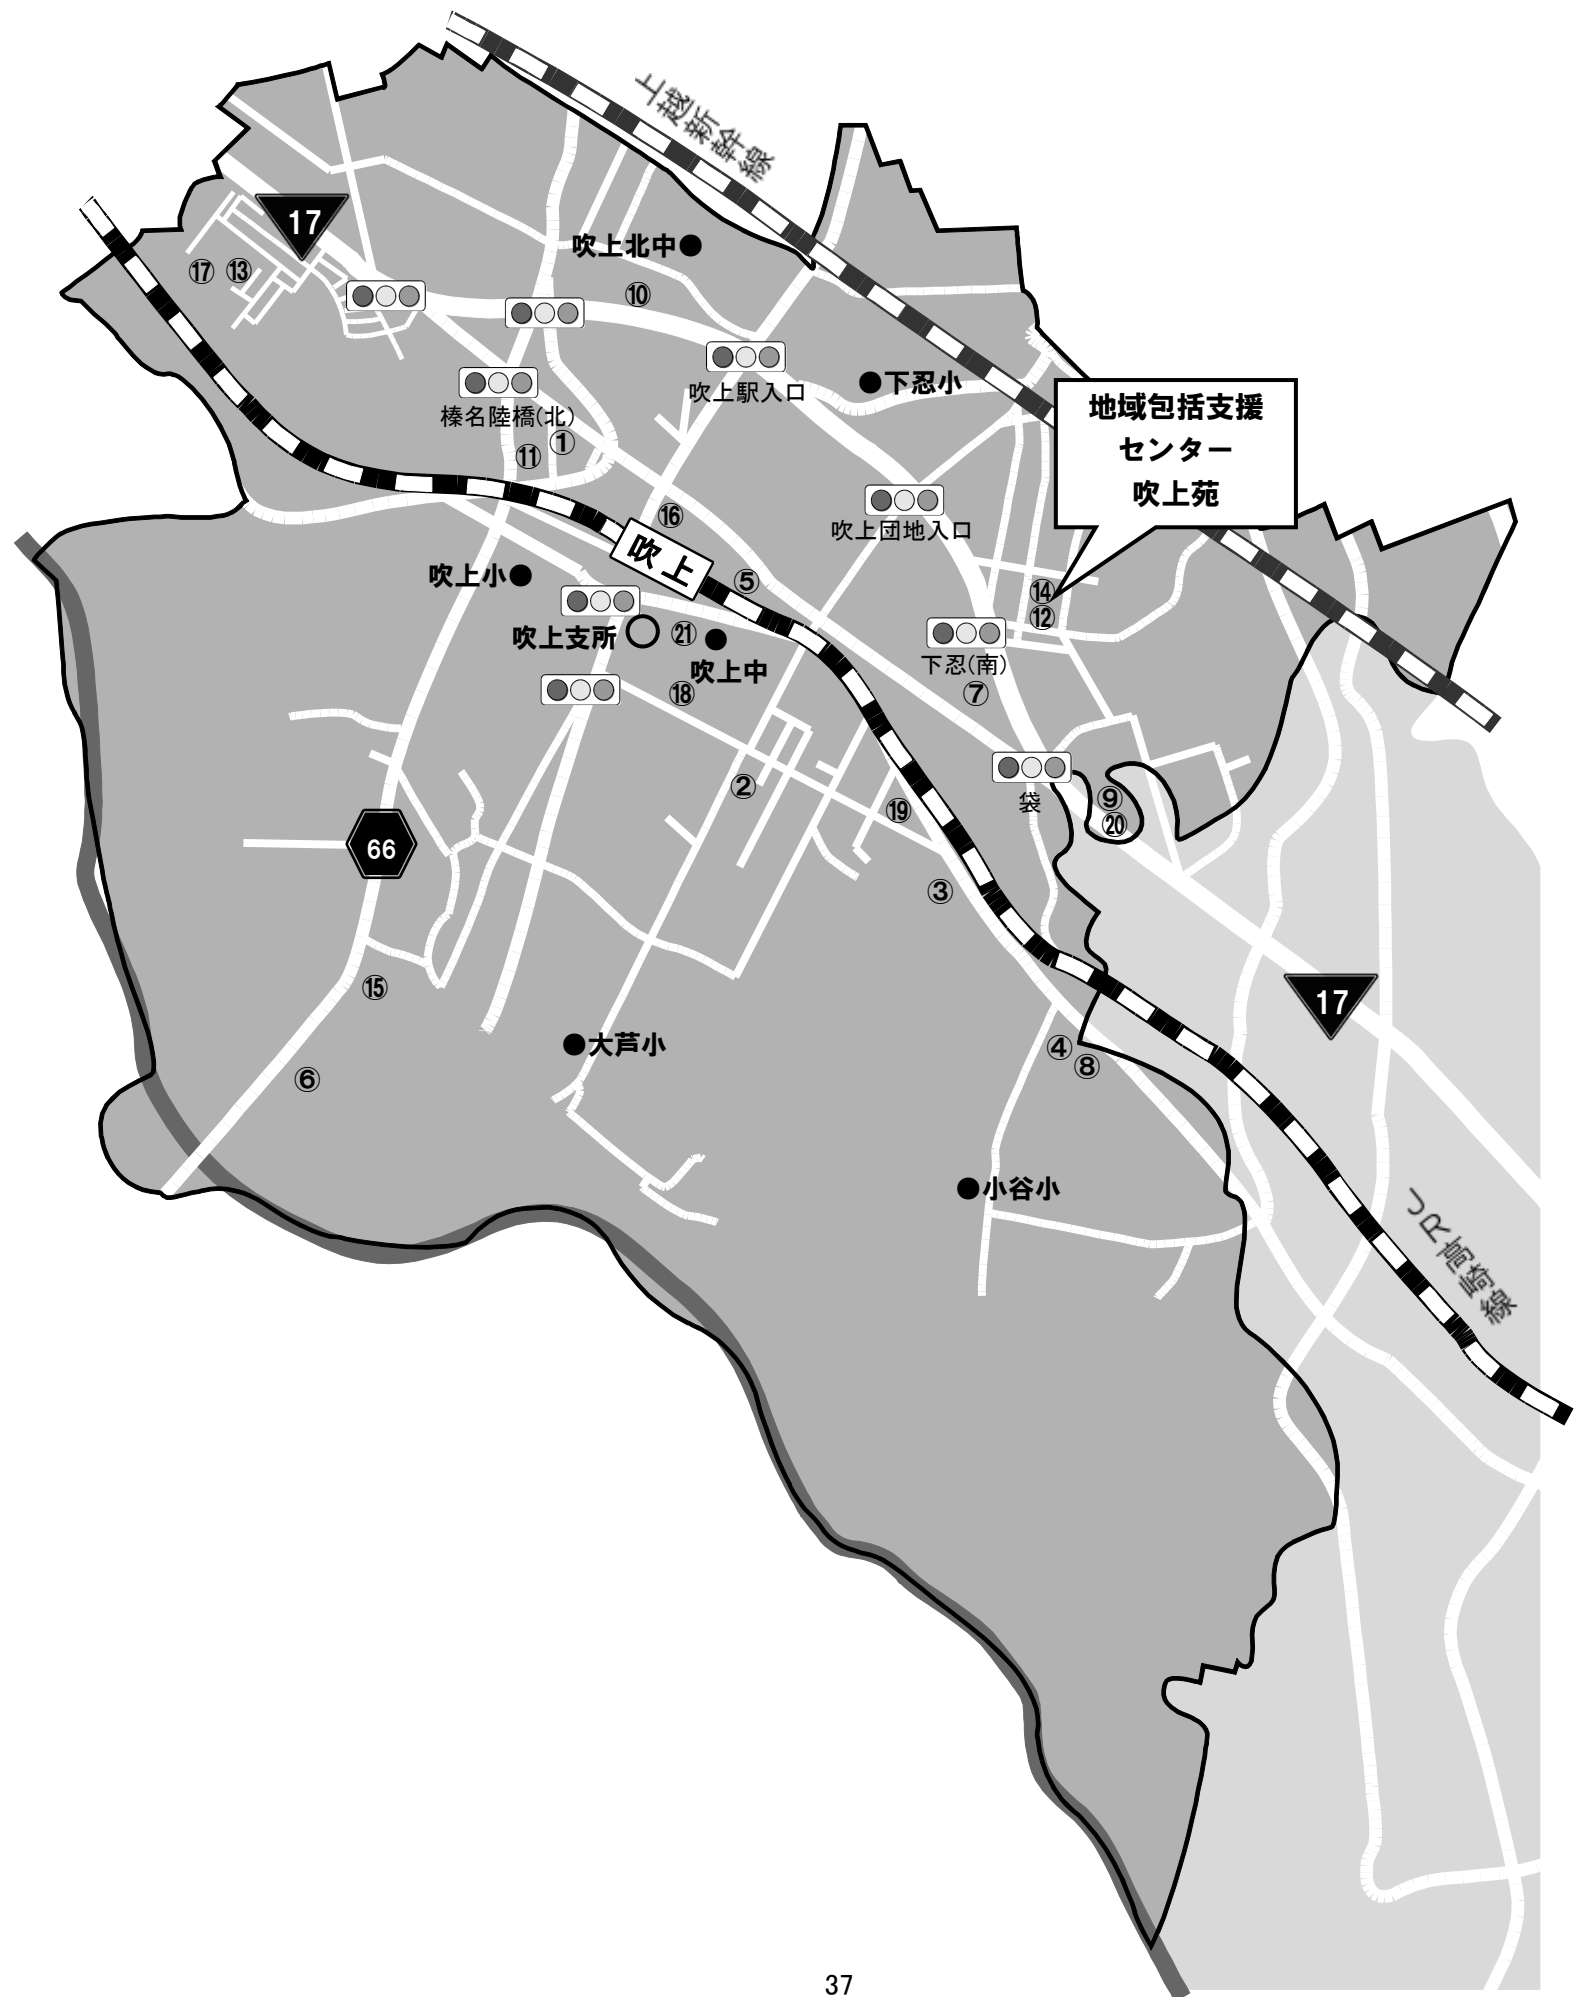 上越新幹線
17
吹上北中
⑰
⑬
⑩
吹上駅入口
下忍小
榛名陸橋(北)
①
⑪
地域包括支援
センター
吹上苑
⑯
吹上団地入口
吹上
吹上小
⑤
⑭
⑫
吹上支所
㉑
吹上中
下忍(南)
⑱
⑦
②
袋
⑨
⑳
⑲
66
③
⑮
17
大芦小
④
⑧
⑥
小谷小
JR高崎線
37